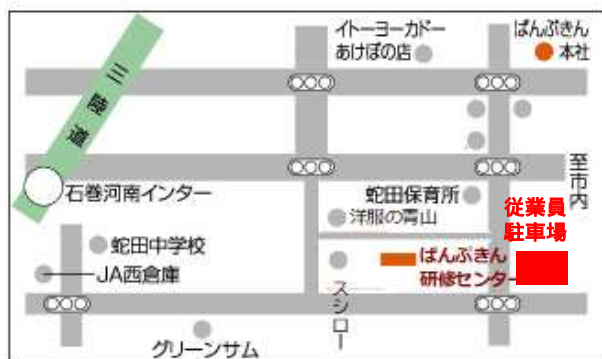 イトーヨーカドー
あけぼの店
ぱんぷきん
本社
三陸道
石巻河南インター
至市内
蛇田保育所
洋服の青山
従業員
駐車場
蛇田中学校
JA西倉庫
ぱんぷきん
研修センター
スシロー
グリーンサム